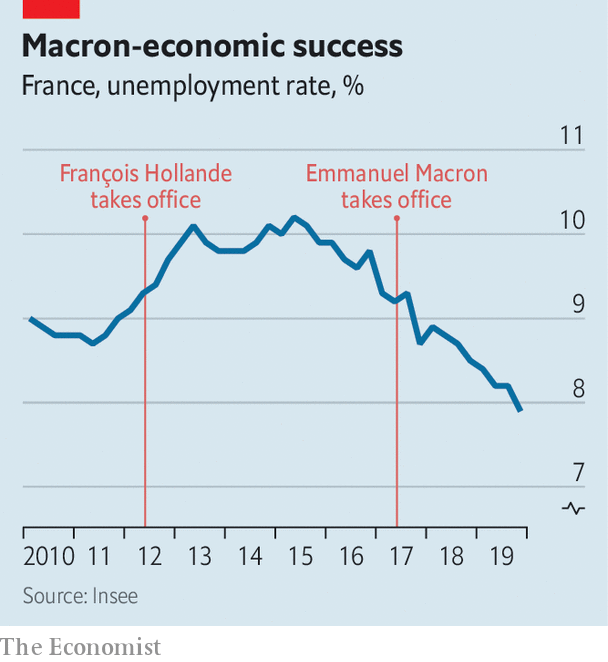 Macron-economic success
France, unemployment rate, %
11
François Hollande
takes office
Emmanuel Macron
takes office
10
9
8
7
2010 11 12 13 14 15 16 17 18 19
Source: Insee
The Economist